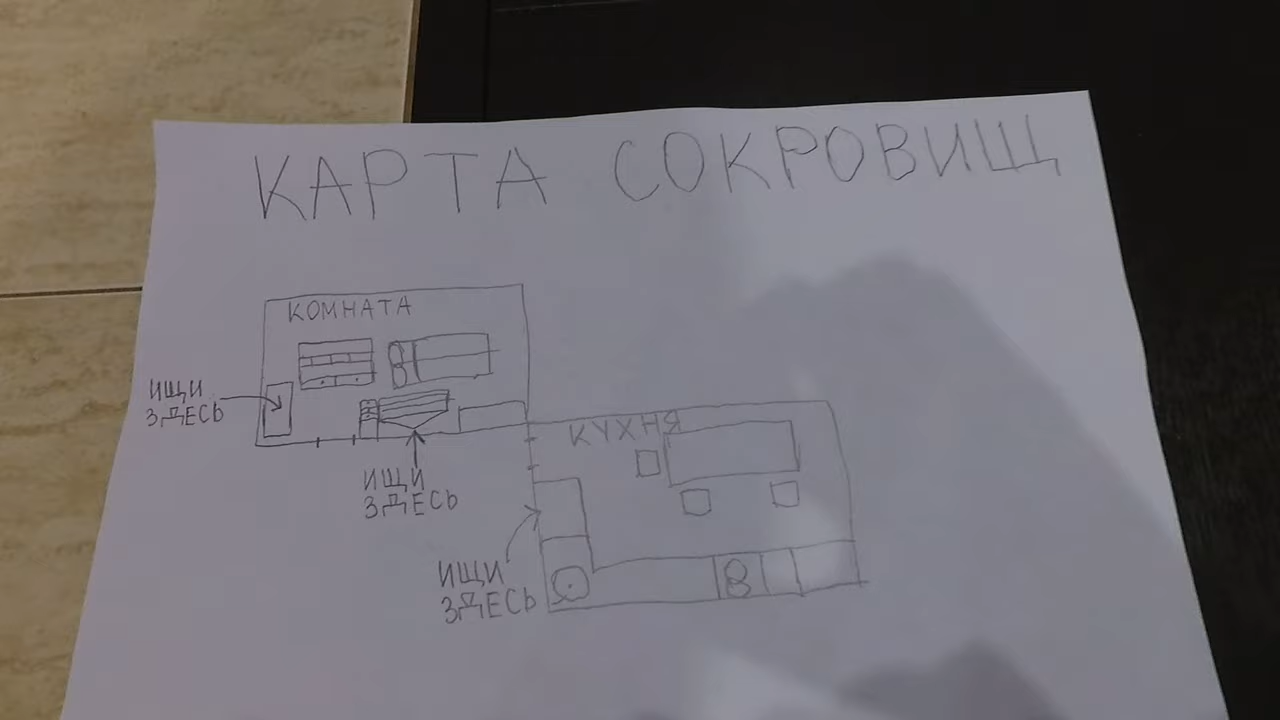 КАРТА СОКРОВИЩ
КОМНАТА
ИЩИ
ЗДЕСЬ
КУХНЯ
ИЩИ
ЗДЕСЬ
ИЩИ
ЗДЕСЬ